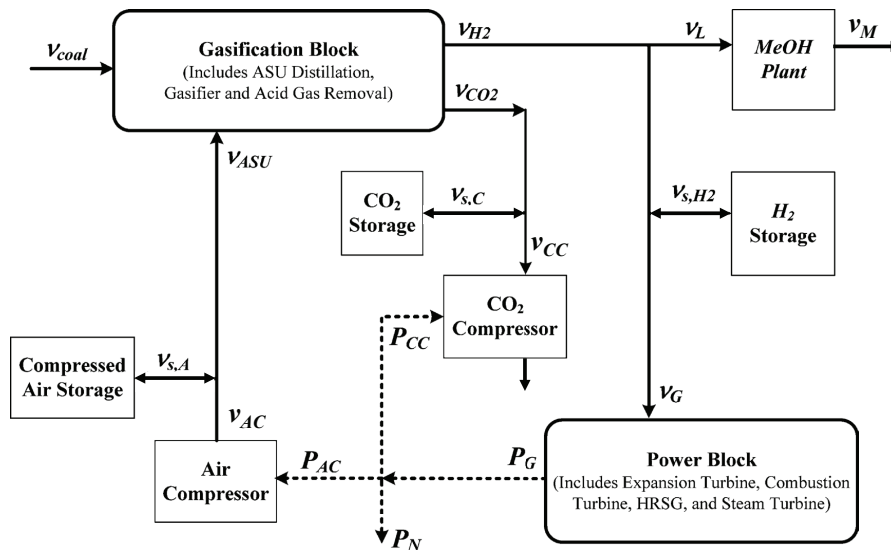 ν_coal
Gasification Block
(Includes ASU Distillation,
Gasifier and Acid Gas Removal)
ν_H2
ν_L
MeOH
Plant
ν_M
ν_CO2
ν_ASU
CO₂
Storage
ν_s,C
ν_s,H2
H₂
Storage
ν_CC
CO₂
Compressor
P_CC
Compressed
Air Storage
ν_s,A
ν_AC
ν_G
Air
Compressor
P_AC
P_G
Power Block
(Includes Expansion Turbine, Combustion
Turbine, HRSG, and Steam Turbine)
P_N